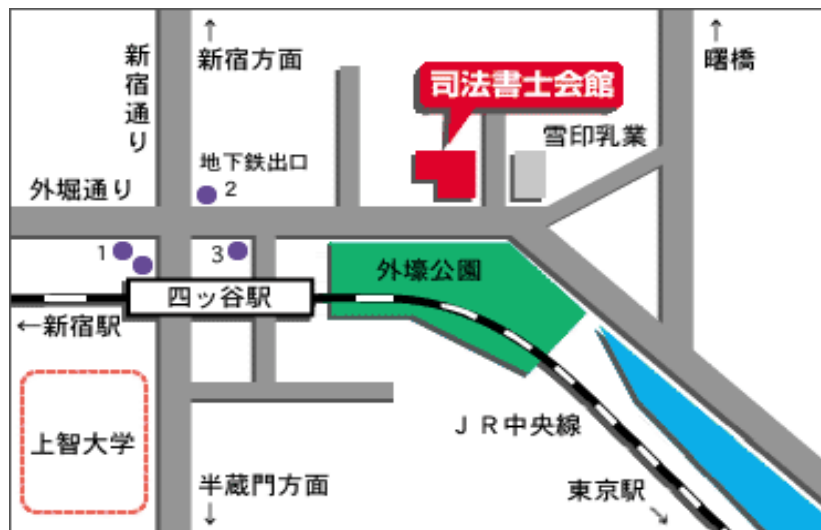 新宿通り
↑
新宿方面
司法書士会館
↑
曙橋
雪印乳業
地下鉄出口
2
外堀通り
1
3
外壕公園
四ッ谷駅
←新宿駅
上智大学
JR中央線
半蔵門方面
↓
東京駅
↘